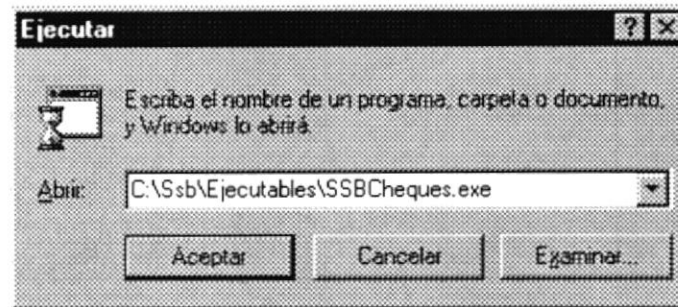 Ejecutar
Escriba el nombre de un programa, carpeta o documento,
y Windows lo abrirá.
Abrir: C:\Ssb\Ejecutables\SSBCheques.exe
Aceptar Cancelar Examinar...